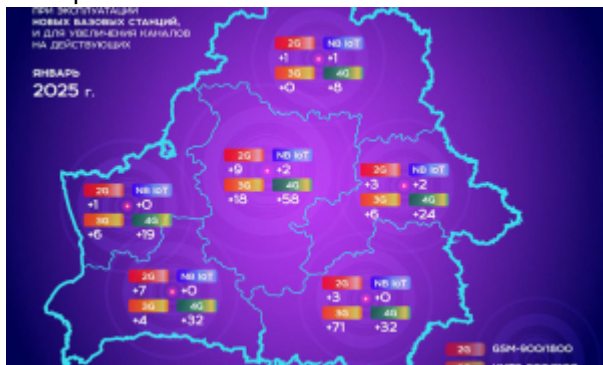 ПРИ ЭКСПЛУАТАЦИИ
НОВЫХ БАЗОВЫХ СТАНЦИЙ,
И ДЛЯ УВЕЛИЧЕНИЯ КАНАЛОВ
НА ДЕЙСТВУЮЩИХ
ЯНВАРЬ
2025 г.
2G NB IoT
+1 +1
3G 4G
+0 +8
2G NB IoT
+9 +2
3G 4G
+18 +58
2G NB IoT
+3 +2
3G 4G
+6 +24
2G NB IoT
+1 +0
3G 4G
+6 +19
2G NB IoT
+7 +0
3G 4G
+4 +32
2G NB IoT
+3 +0
3G 4G
+71 +32
2G GSM-900/1800